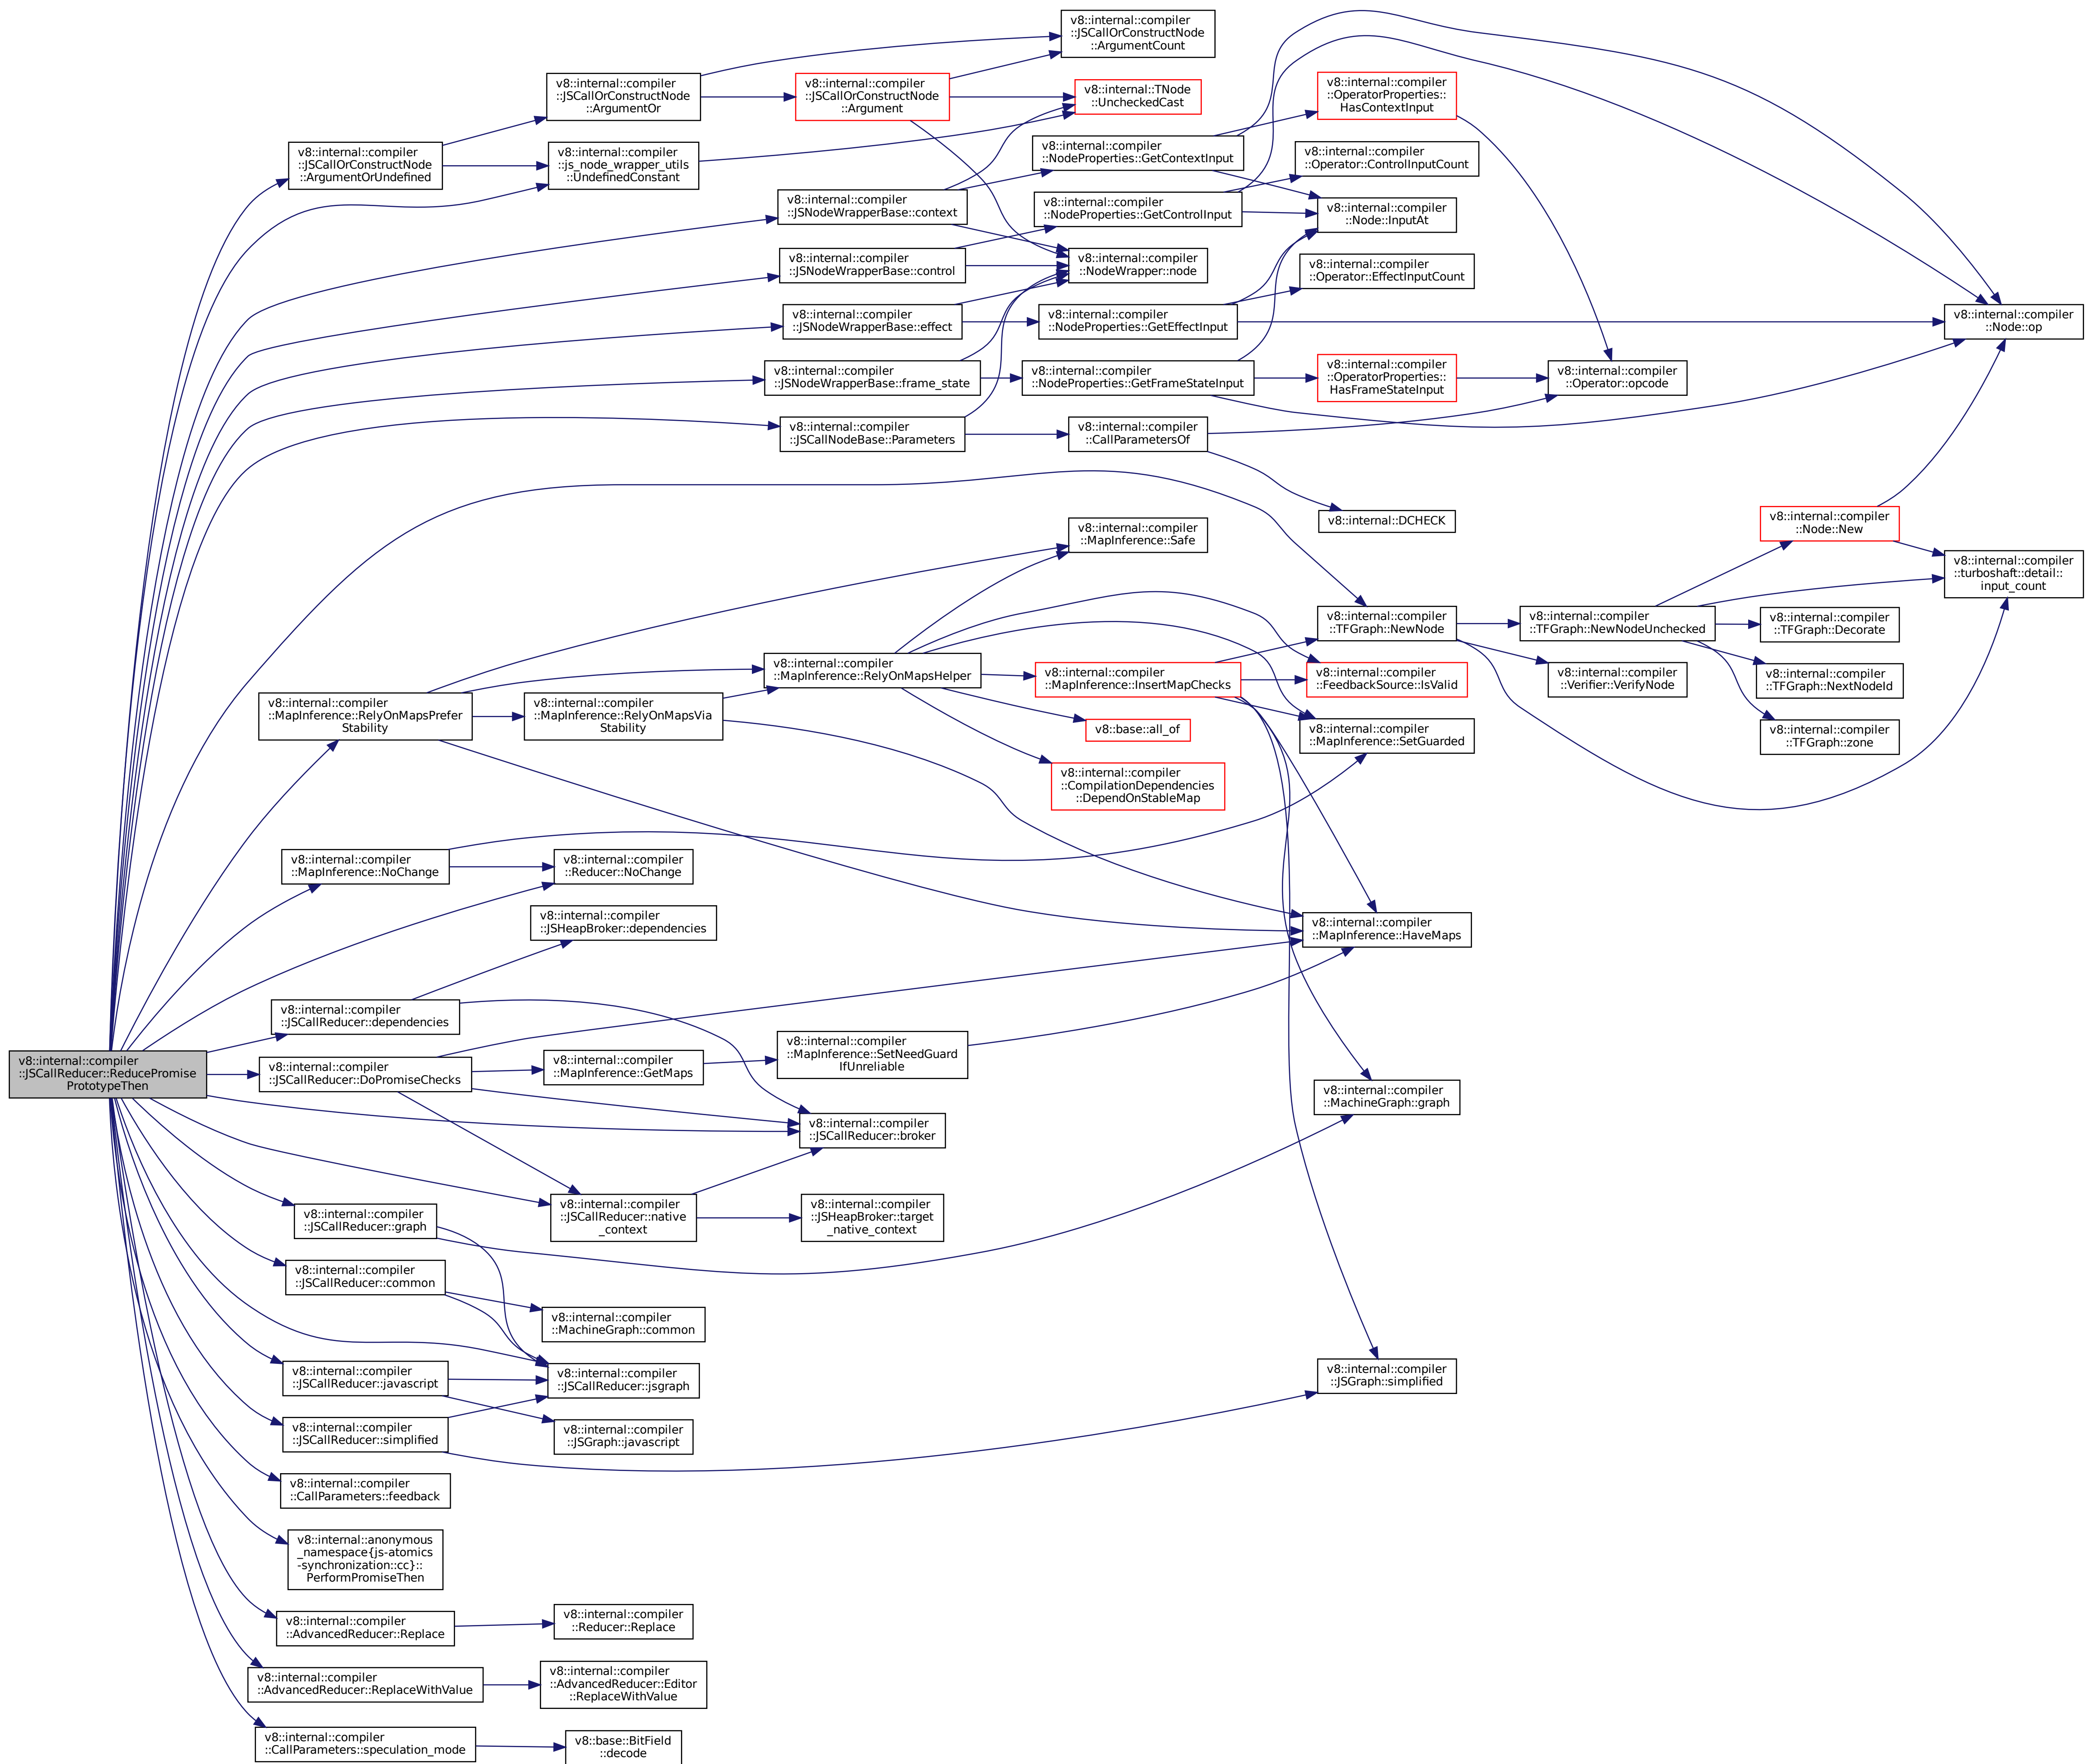 v8::internal::compiler
::JSCallReducer::ReducePromise
PrototypeThen
v8::internal::compiler
::JSCallOrConstructNode
::ArgumentOrUndefined
v8::internal::compiler
::JSCallOrConstructNode
::ArgumentOr
v8::internal::compiler
::js_node_wrapper_utils
::UndefinedConstant
v8::internal::compiler
::JSCallOrConstructNode
::Argument
v8::internal::compiler
::JSCallOrConstructNode
::ArgumentCount
v8::internal::TNode
::UncheckedCast
v8::internal::compiler
::JSNodeWrapperBase::context
v8::internal::compiler
::JSNodeWrapperBase::control
v8::internal::compiler
::JSNodeWrapperBase::effect
v8::internal::compiler
::JSNodeWrapperBase::frame_state
v8::internal::compiler
::JSCallNodeBase::Parameters
v8::internal::compiler
::NodeProperties::GetContextInput
v8::internal::compiler
::NodeProperties::GetControlInput
v8::internal::compiler
::NodeWrapper::node
v8::internal::compiler
::NodeProperties::GetEffectInput
v8::internal::compiler
::NodeProperties::GetFrameStateInput
v8::internal::compiler
::CallParametersOf
v8::internal::compiler
::OperatorProperties::
HasContextInput
v8::internal::compiler
::Operator::ControlInputCount
v8::internal::compiler
::Node::InputAt
v8::internal::compiler
::Operator::EffectInputCount
v8::internal::compiler
::OperatorProperties::
HasFrameStateInput
v8::internal::compiler
::Operator::opcode
v8::internal::compiler
::Node::op
v8::internal::DCHECK
v8::internal::compiler
::MapInference::Safe
v8::internal::compiler
::Node::New
v8::internal::compiler
::turboshaft::detail::
input_count
v8::internal::compiler
::TFGraph::NewNode
v8::internal::compiler
::TFGraph::NewNodeUnchecked
v8::internal::compiler
::TFGraph::Decorate
v8::internal::compiler
::Verifier::VerifyNode
v8::internal::compiler
::TFGraph::NextNodeId
v8::internal::compiler
::TFGraph::zone
v8::internal::compiler
::MapInference::RelyOnMapsPrefer
Stability
v8::internal::compiler
::MapInference::RelyOnMapsVia
Stability
v8::internal::compiler
::MapInference::RelyOnMapsHelper
v8::internal::compiler
::MapInference::InsertMapChecks
v8::internal::compiler
::FeedbackSource::IsValid
v8::base::all_of
v8::internal::compiler
::MapInference::SetGuarded
v8::internal::compiler
::CompilationDependencies
::DependOnStableMap
v8::internal::compiler
::MapInference::NoChange
v8::internal::compiler
::Reducer::NoChange
v8::internal::compiler
::JSHeapBroker::dependencies
v8::internal::compiler
::MapInference::HaveMaps
v8::internal::compiler
::JSCallReducer::dependencies
v8::internal::compiler
::JSCallReducer::DoPromiseChecks
v8::internal::compiler
::MapInference::GetMaps
v8::internal::compiler
::MapInference::SetNeedGuard
IfUnreliable
v8::internal::compiler
::MachineGraph::graph
v8::internal::compiler
::JSCallReducer::broker
v8::internal::compiler
::JSCallReducer::native
_context
v8::internal::compiler
::JSHeapBroker::target
_native_context
v8::internal::compiler
::JSCallReducer::graph
v8::internal::compiler
::JSCallReducer::common
v8::internal::compiler
::MachineGraph::common
v8::internal::compiler
::JSCallReducer::javascript
v8::internal::compiler
::JSCallReducer::jsgraph
v8::internal::compiler
::JSGraph::simplified
v8::internal::compiler
::JSCallReducer::simplified
v8::internal::compiler
::JSGraph::javascript
v8::internal::compiler
::CallParameters::feedback
v8::internal::anonymous
_namespace{js-atomics
-synchronization::cc}::
PerformPromiseThen
v8::internal::compiler
::AdvancedReducer::Replace
v8::internal::compiler
::Reducer::Replace
v8::internal::compiler
::AdvancedReducer::ReplaceWithValue
v8::internal::compiler
::AdvancedReducer::Editor
::ReplaceWithValue
v8::internal::compiler
::CallParameters::speculation_mode
v8::base::BitField
::decode